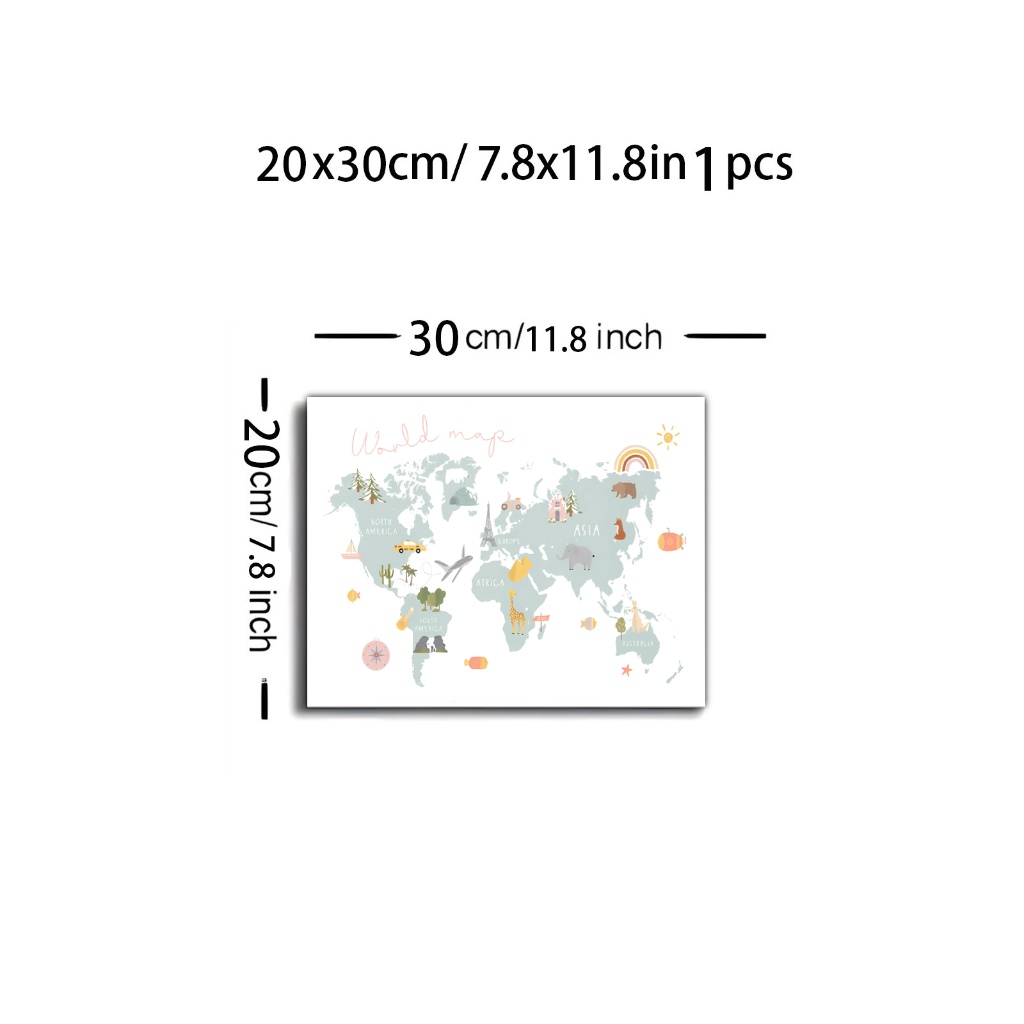 20x30cm/ 7.8x11.8in 1 pcs
30 cm/11.8 inch
20cm/ 7.8 inch
World map
NORTH
AMERICA
EUROPE
ASIA
AFRICA
SOUTH
AMERICA
AUSTRALIA